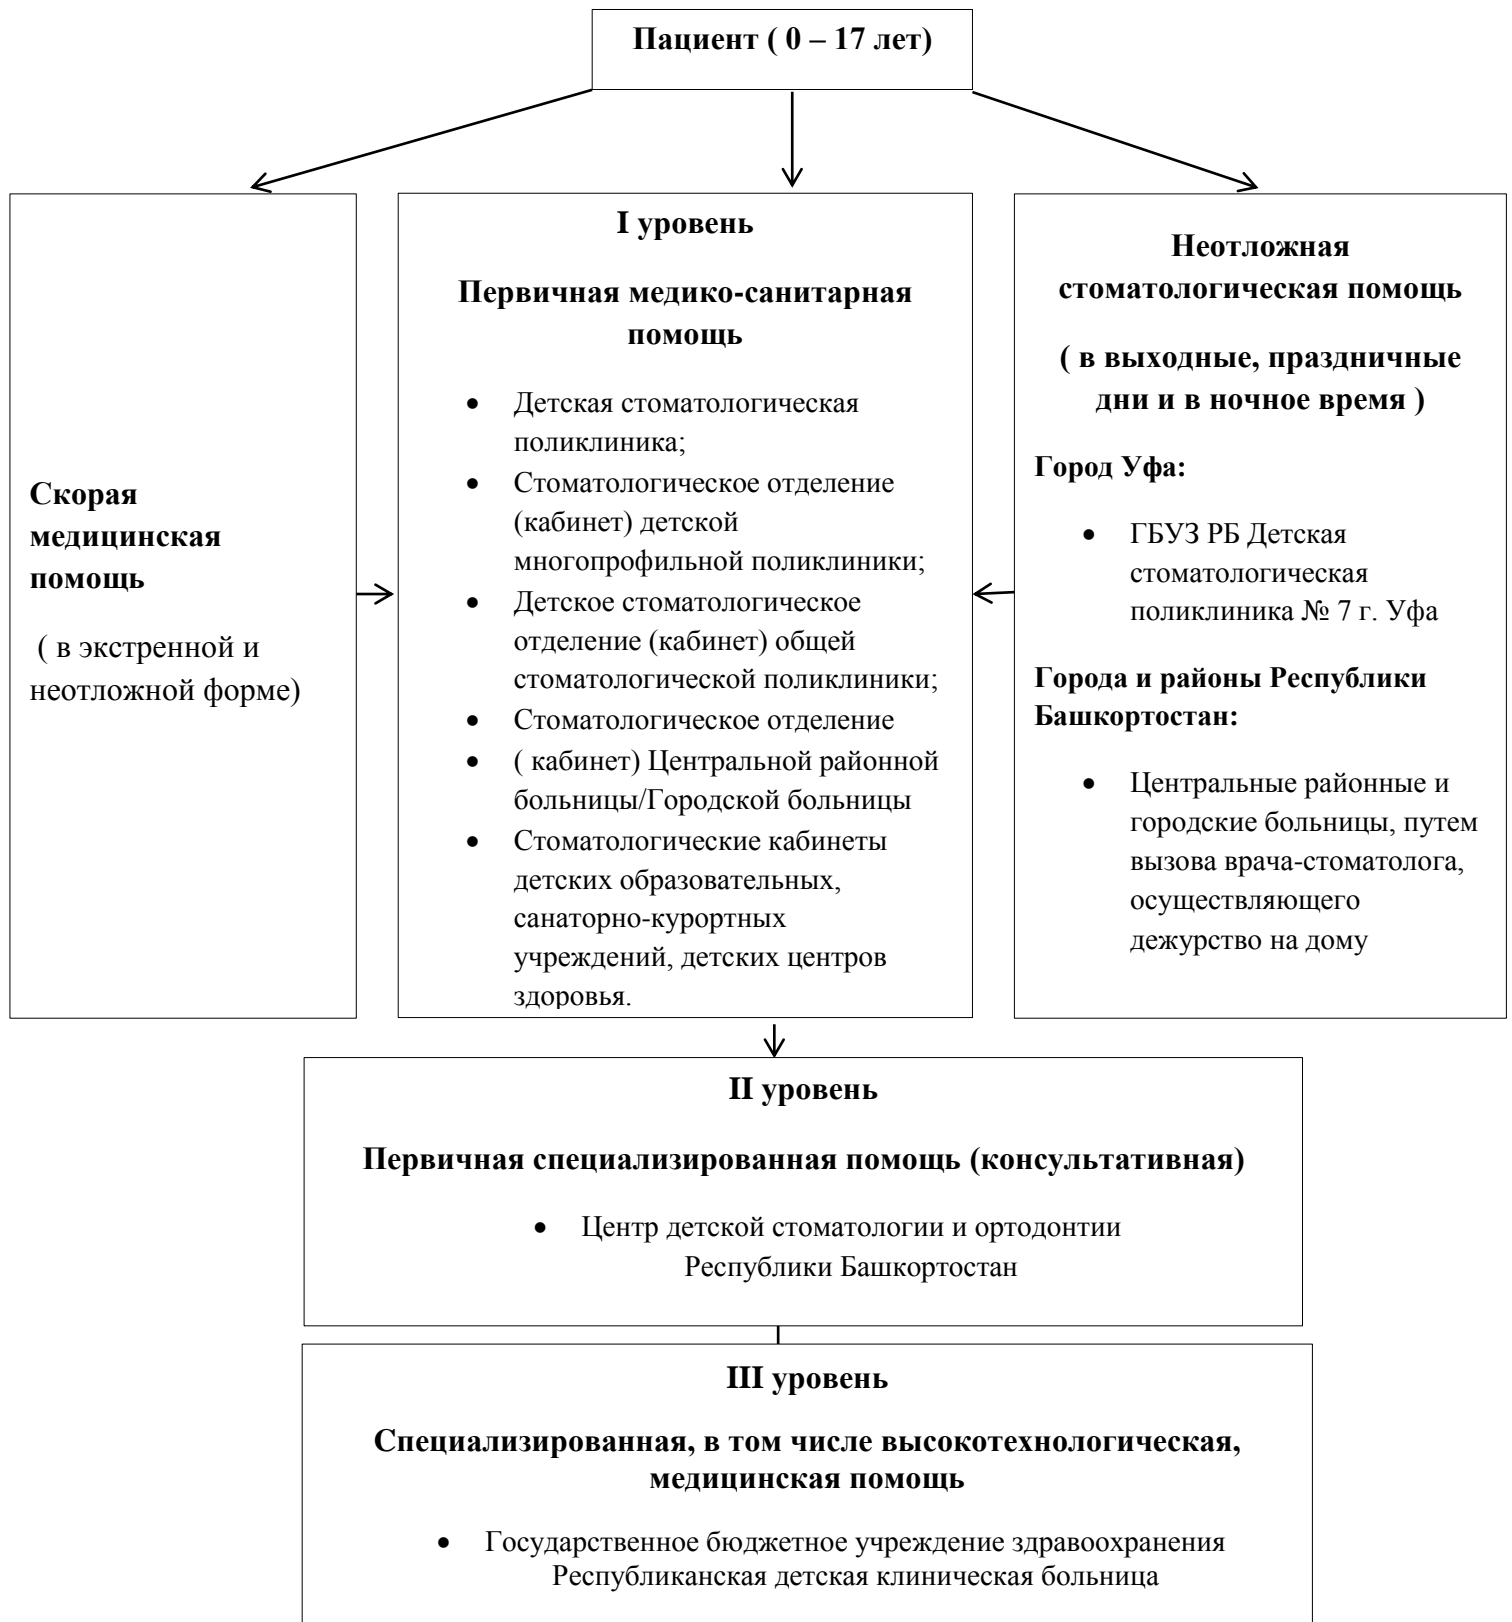 Пациент ( 0 – 17 лет)
Скорая
медицинская
помощь
( в экстренной и
неотложной форме)
I уровень
Первичная медико-санитарная
помощь
• Детская стоматологическая
поликлиника;
• Стоматологическое отделение
(кабинет) детской
многопрофильной поликлиники;
• Детское стоматологическое
отделение (кабинет) общей
стоматологической поликлиники;
• Стоматологическое отделение
• ( кабинет) Центральной районной
больницы/Городской больницы
• Стоматологические кабинеты
детских образовательных,
санаторно-курортных
учреждений, детских центров
здоровья.
Неотложная
стоматологическая помощь
( в выходные, праздничные
дни и в ночное время )
Город Уфа:
• ГБУЗ РБ Детская
стоматологическая
поликлиника № 7 г. Уфа
Города и районы Республики
Башкортостан:
• Центральные районные и
городские больницы, путем
вызова врача-стоматолога,
осуществляющего
дежурство на дому
II уровень
Первичная специализированная помощь (консультативная)
• Центр детской стоматологии и ортодонтии
Республики Башкортостан
III уровень
Специализированная, в том числе высокотехнологическая,
медицинская помощь
• Государственное бюджетное учреждение здравоохранения
Республиканская детская клиническая больница